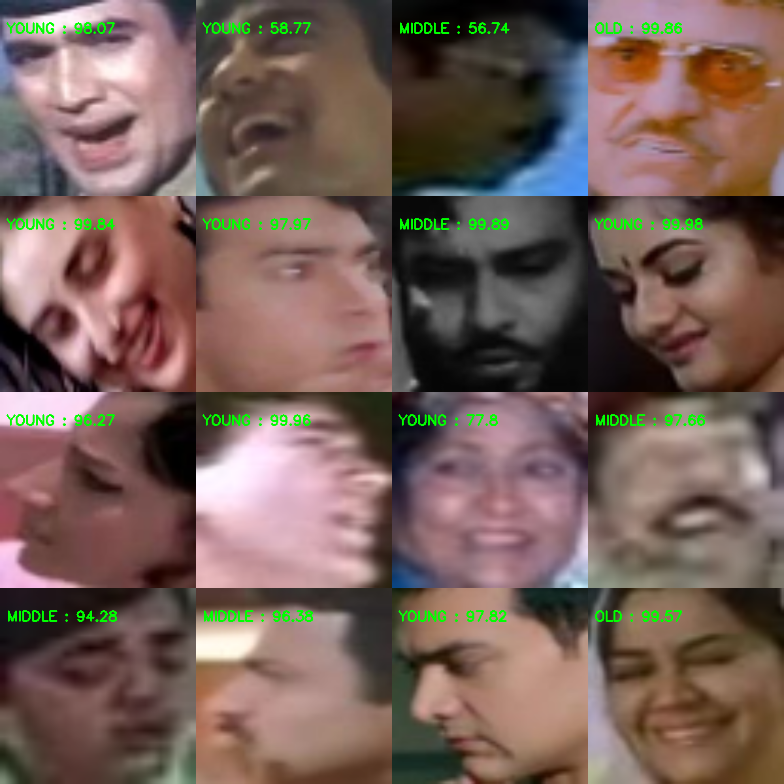 YOUNG : 98.07
YOUNG : 58.77
MIDDLE : 56.74
OLD : 99.86
YOUNG : 99.84
YOUNG : 97.97
MIDDLE : 99.89
YOUNG : 99.98
YOUNG : 96.27
YOUNG : 99.96
YOUNG : 77.8
MIDDLE : 97.68
MIDDLE : 94.28
MIDDLE : 96.38
YOUNG : 97.82
OLD : 99.57